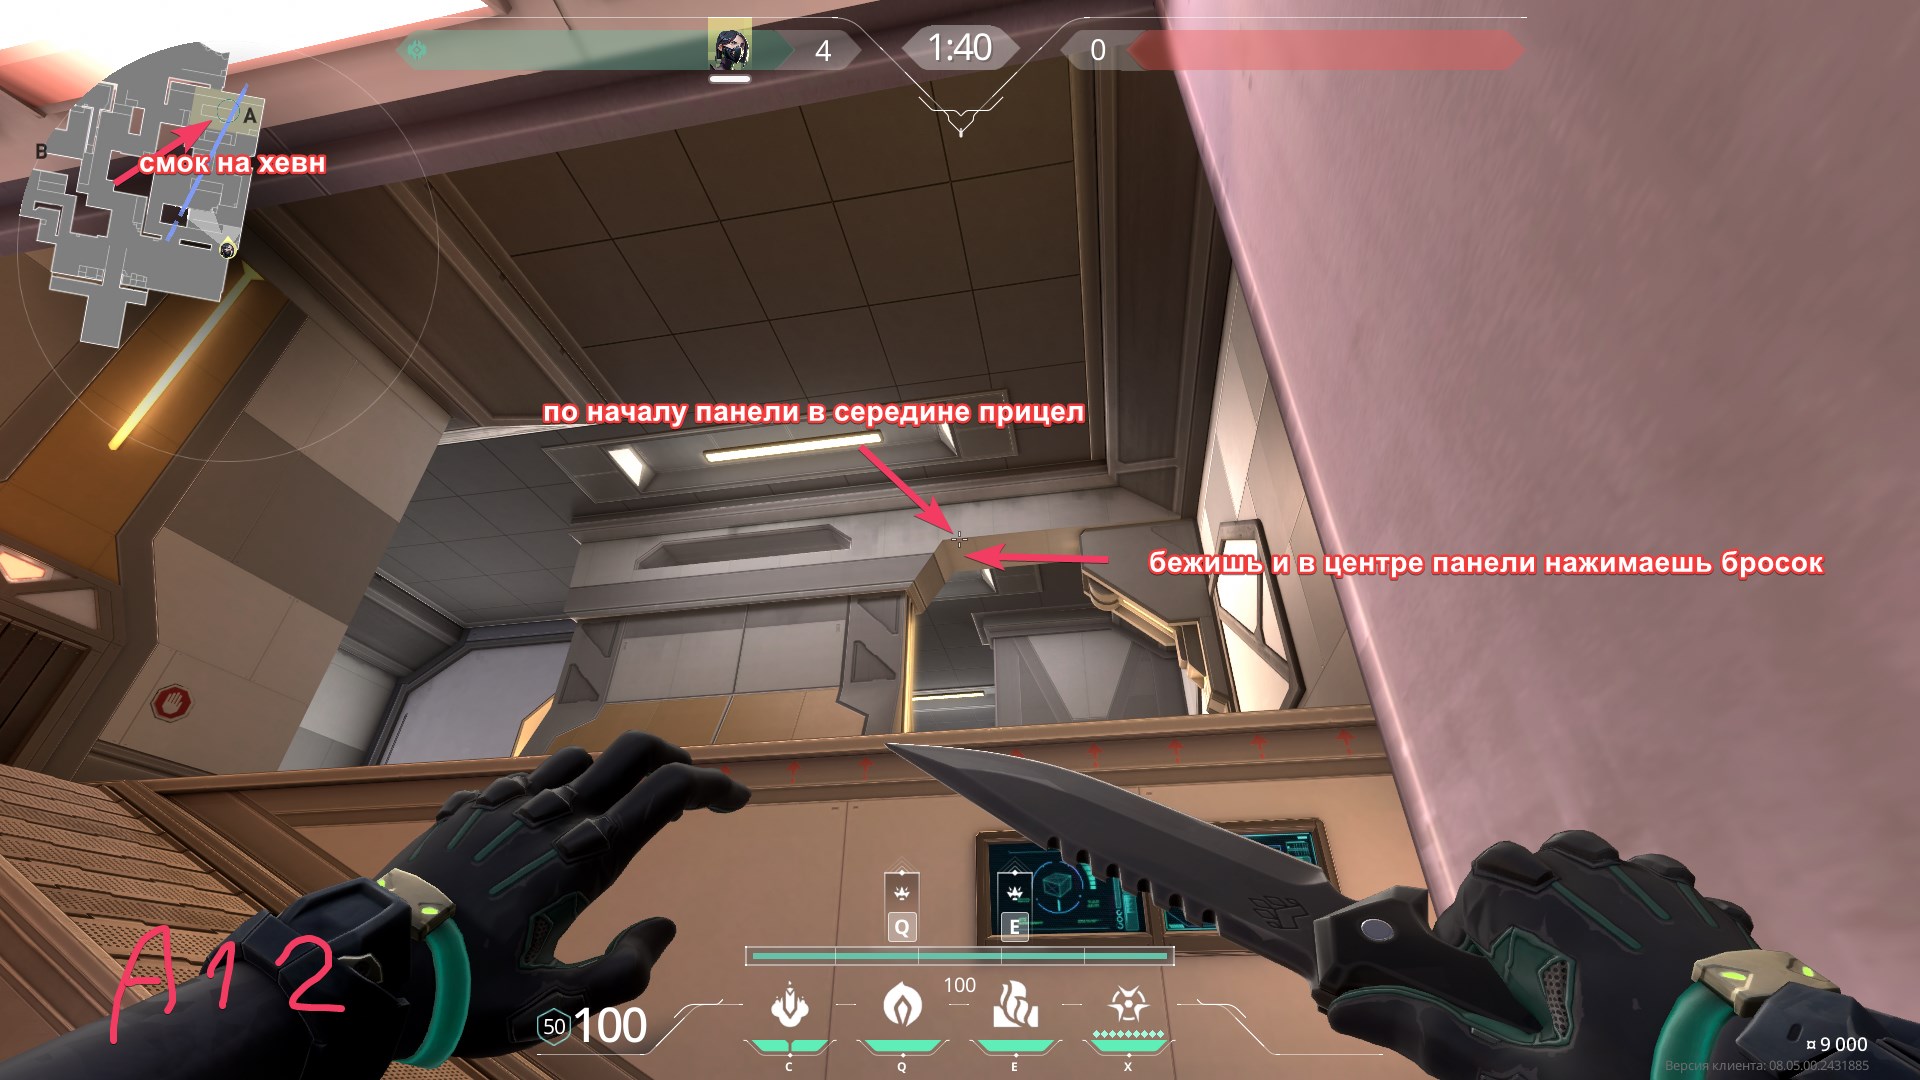 4
1:40
0
A
B
смок на хевн
по началу панели в середине прицел
бежишь и в центре панели нажимаешь бросок
A12
Q
E
100
50
100
C
Q
E
X
¤ 9 000
Версия клиента: 08.05.00.2431885